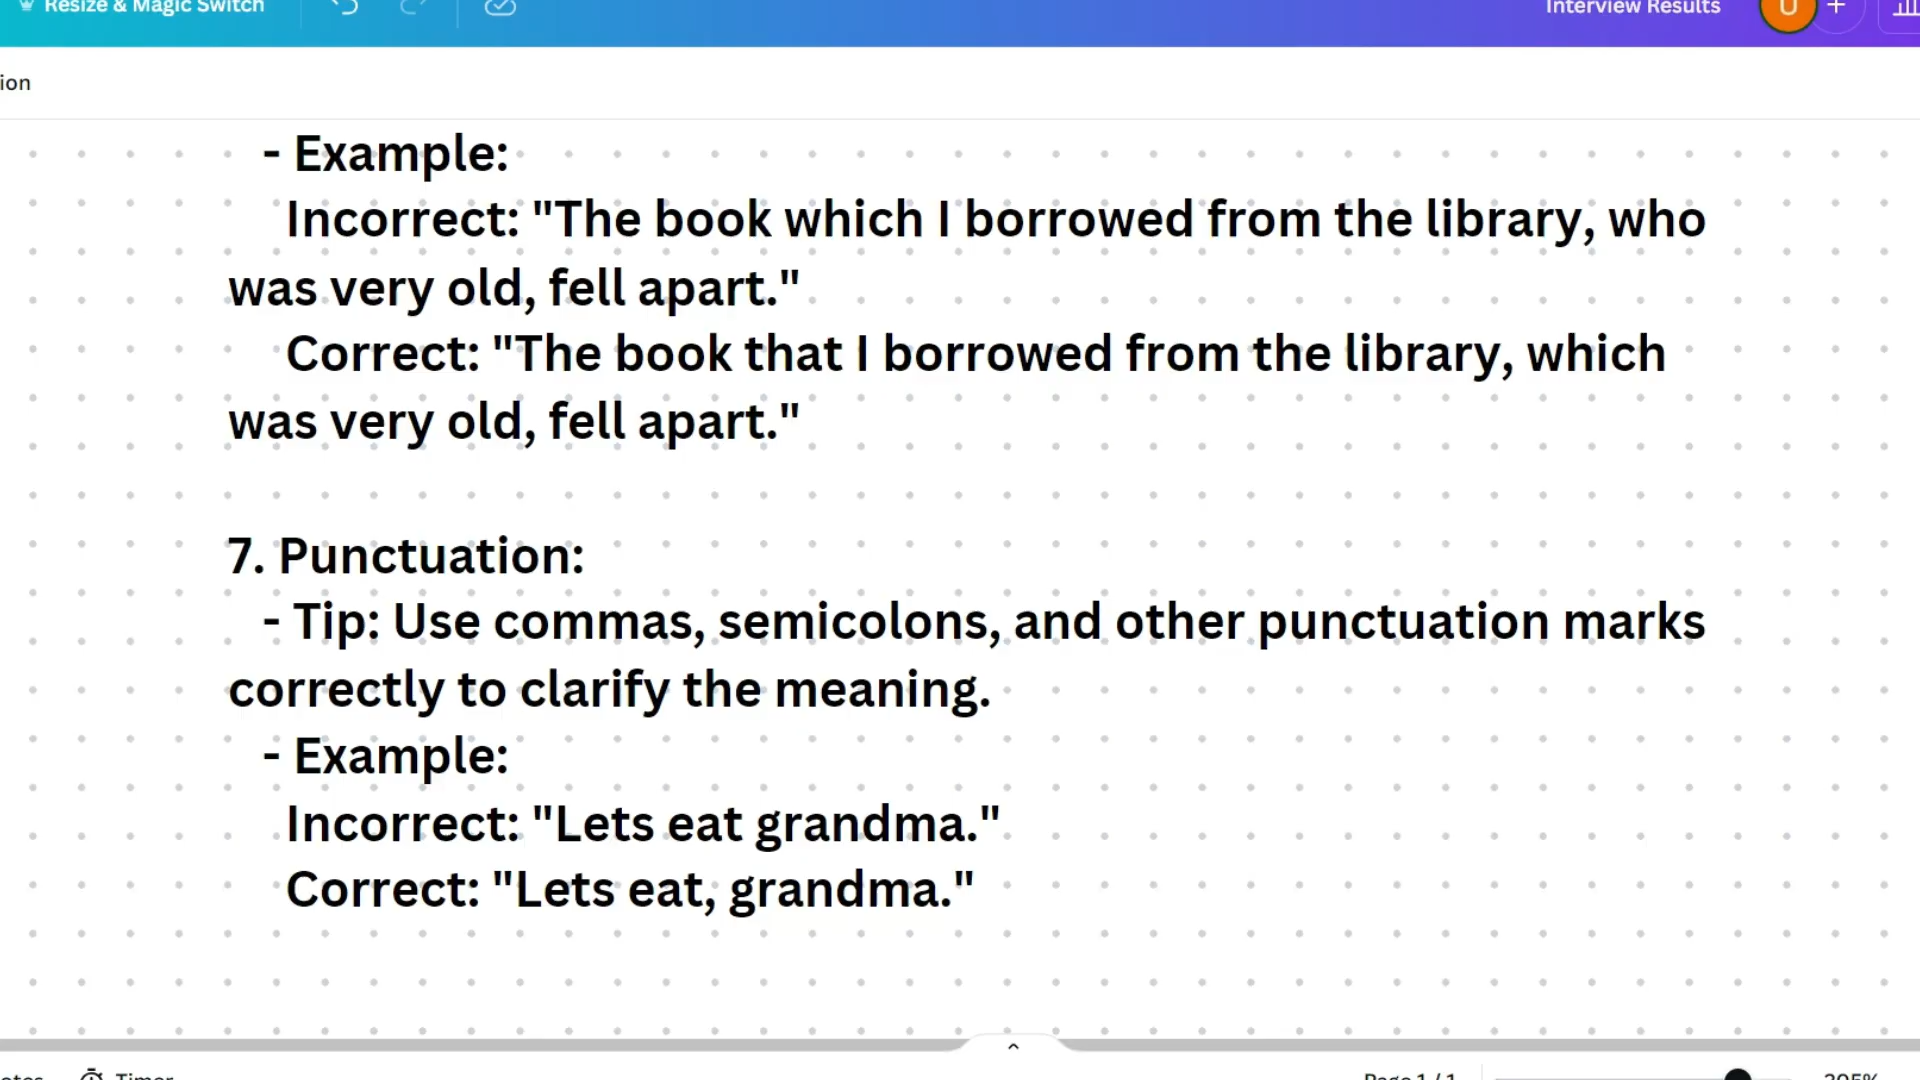 Resize & Magic Switch
Interview Results
U
ion
- Example:
Incorrect: "The book which I borrowed from the library, who
was very old, fell apart."
Correct: "The book that I borrowed from the library, which
was very old, fell apart."
7. Punctuation:
- Tip: Use commas, semicolons, and other punctuation marks
correctly to clarify the meaning.
- Example:
Incorrect: "Lets eat grandma."
Correct: "Lets eat, grandma."
Timer
Page 1 / 1